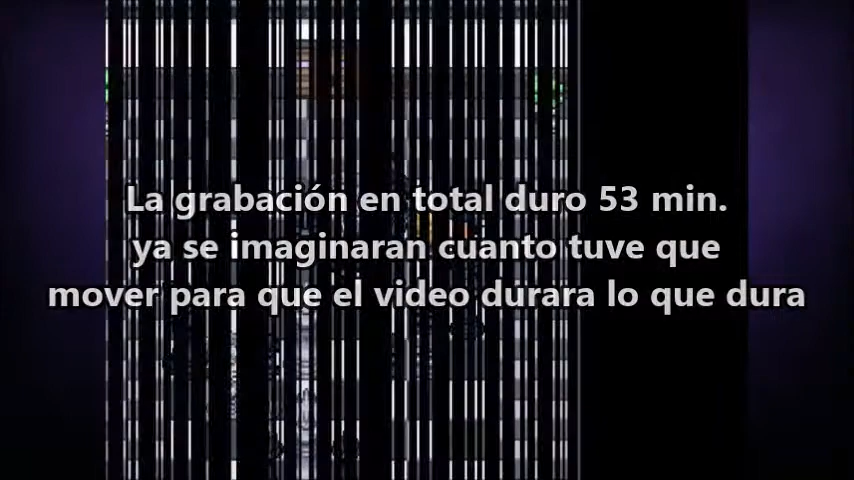 La grabación en total duro 53 min.
ya se imaginaran cuanto tuve que
mover para que el video durara lo que dura